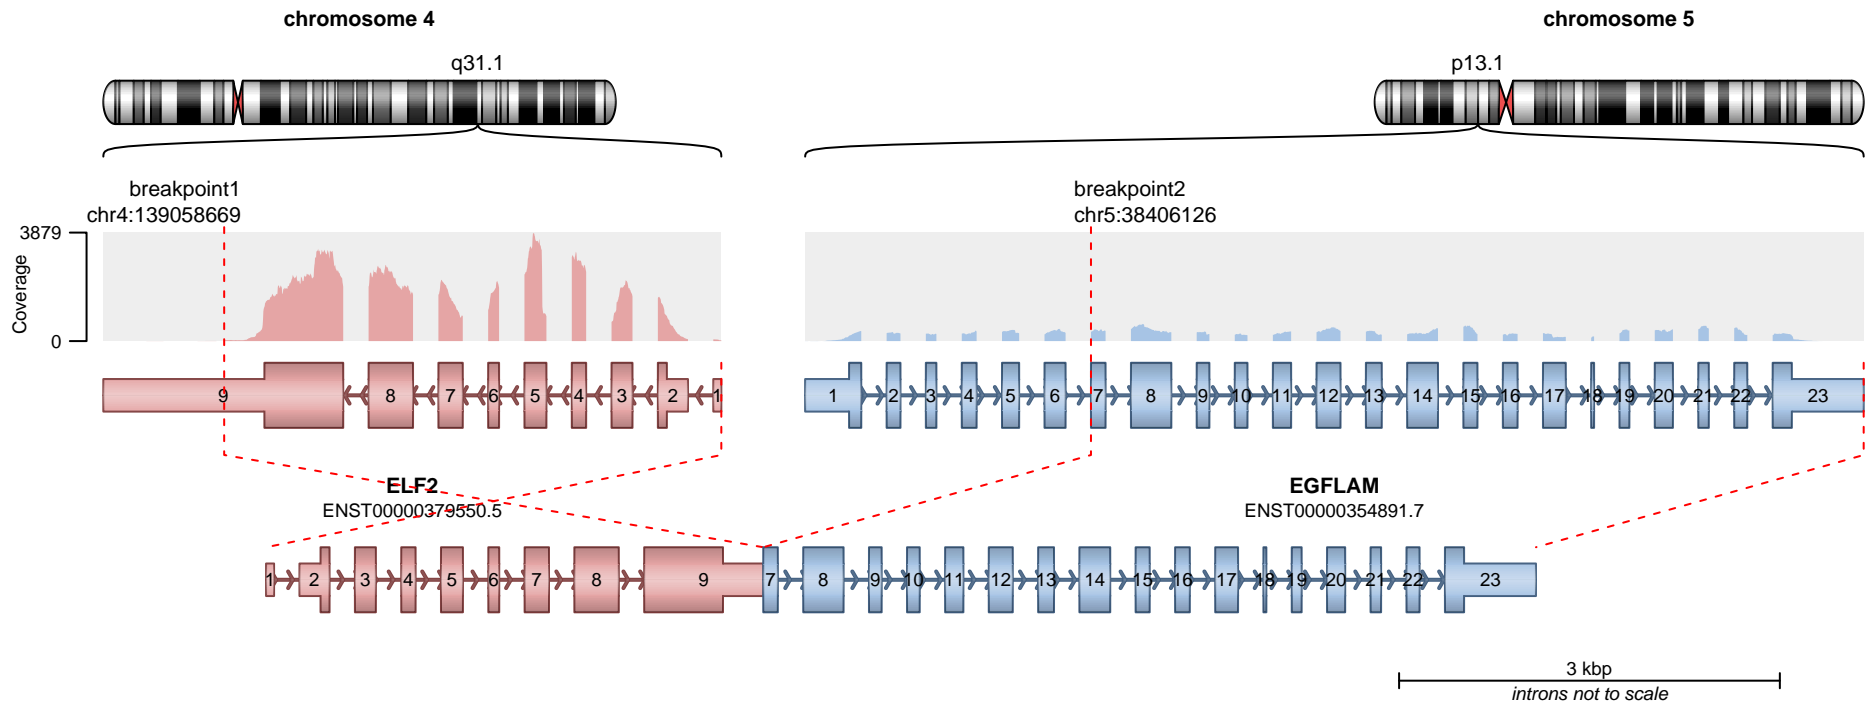 chromosome 4
chromosome 5
q31.1
p13.1
breakpoint1
chr4:139058669
breakpoint2
chr5:38406126
3879
Coverage
0
9 8 7 6 5 4 3 2 1
1 2 3 4 5 6 7 8 9 10 11 12 13 14 15 16 17 18 19 20 21 22 23
ELF2
ENST00000379550.5
EGFLAM
ENST00000354891.7
1 2 3 4 5 6 7 8 9 7 8 9 10 11 12 13 14 15 16 17 18 19 20 21 22 23
3 kbp
introns not to scale